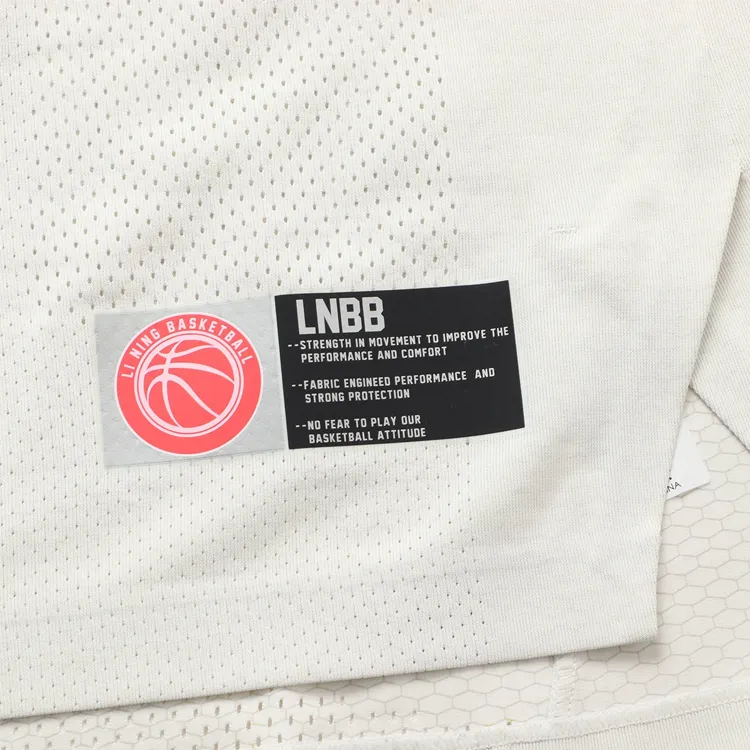 LI NING BASKETBALL
LNBB
--STRENGTH IN MOVEMENT TO IMPROVE THE
PERFORMANCE AND COMFORT
--FABRIC ENGINEED PERFORMANCE AND
STRONG PROTECTION
--NO FEAR TO PLAY OUR
BASKETBALL ATTITUDE